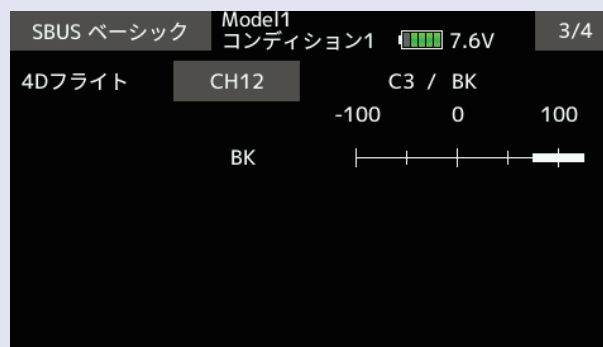 SBUS ベーシック
Model1
コンディション1 7.6V
3/4
4Dフライト CH12 C3 / BK
-100 0 100
BK